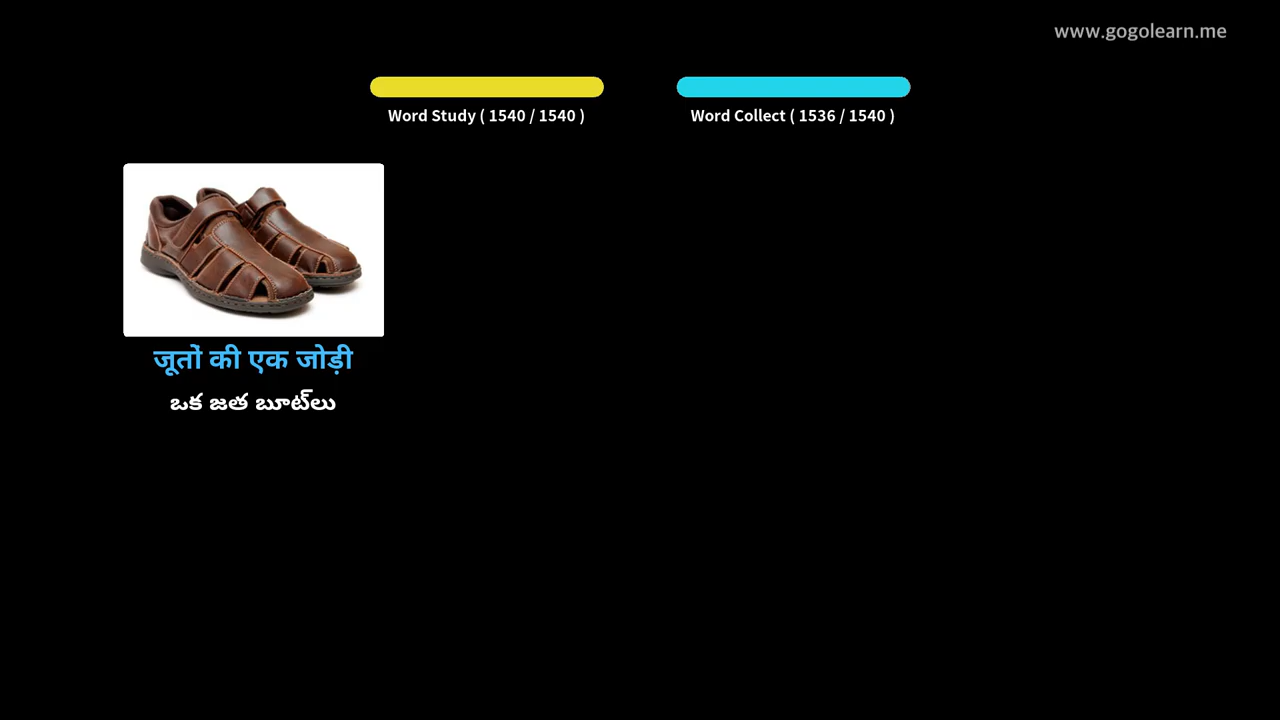 www.gogolearn.me
Word Study ( 1540 / 1540 )
Word Collect ( 1536 / 1540 )
जूतों की एक जोड़ी
ఒక జత బూట్‌లు